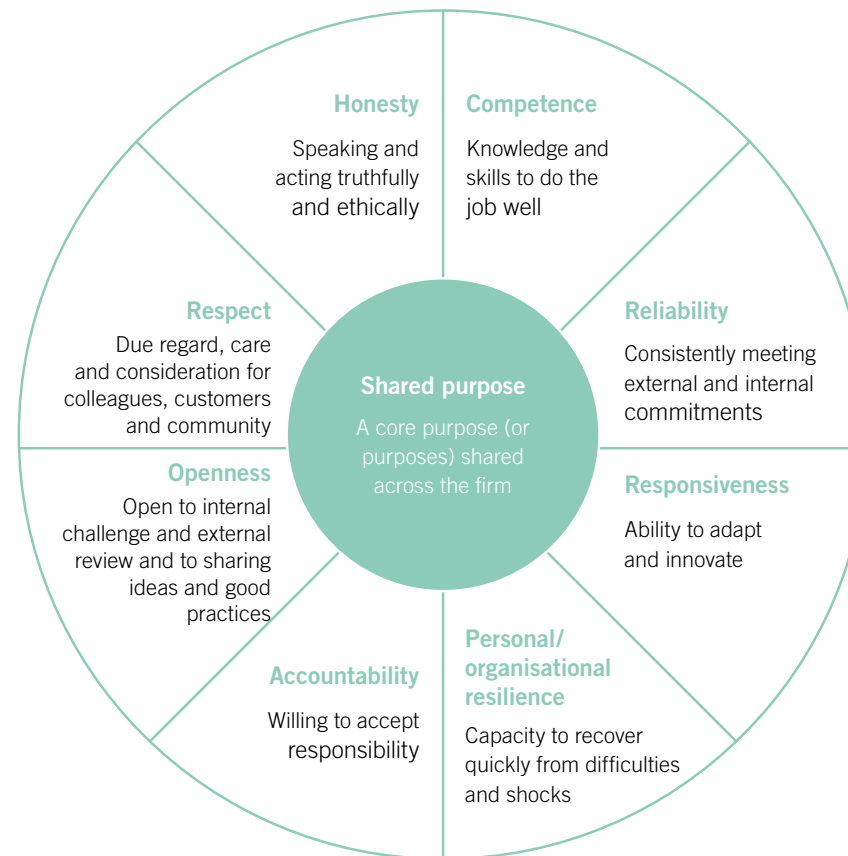 Honesty
Speaking and
acting truthfully
and ethically
Competence
Knowledge and
skills to do the
job well
Respect
Due regard, care
and consideration for
colleagues, customers
and community
Shared purpose
A core purpose (or
purposes) shared
across the firm
Reliability
Consistently meeting
external and internal
commitments
Openness
Open to internal
challenge and external
review and to sharing
ideas and good
practices
Responsiveness
Ability to adapt
and innovate
Accountability
Willing to accept
responsibility
Personal/
organisational
resilience
Capacity to recover
quickly from difficulties
and shocks